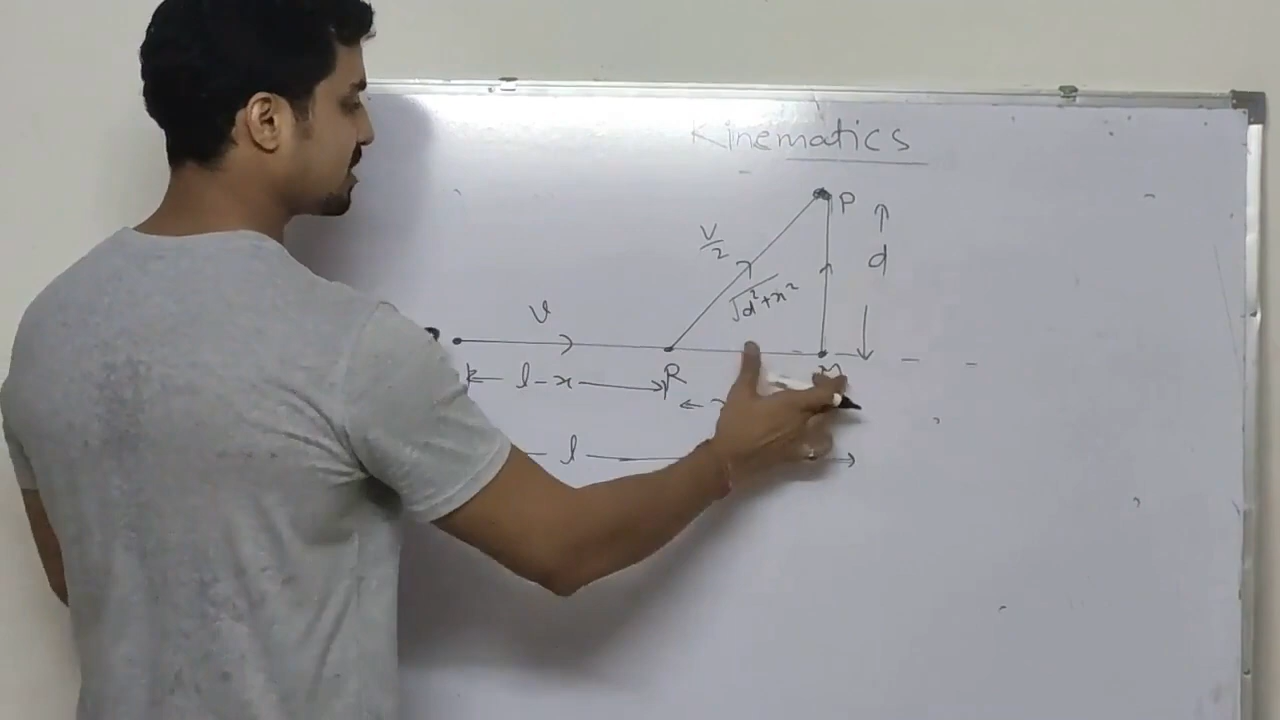 Kinematics
P
V/2
d
√d²+x²
v
M
l-x
R
l